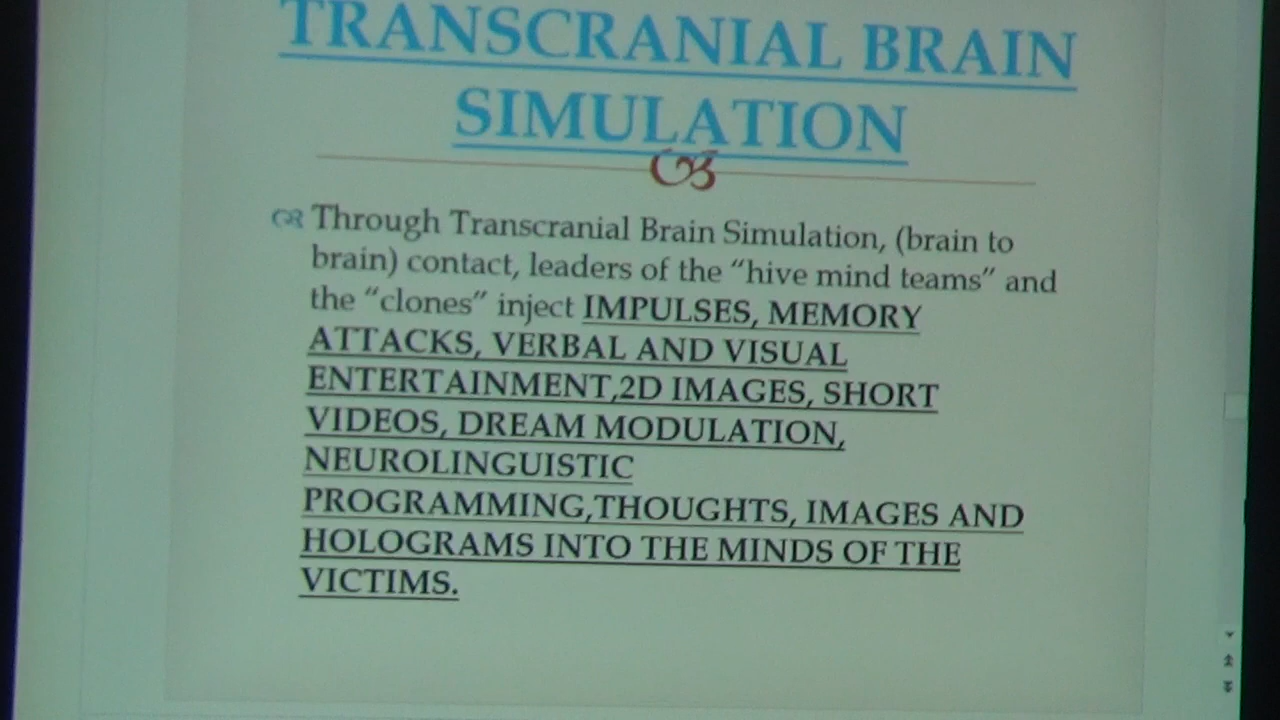 TRANSCRANIAL BRAIN
SIMULATION
Through Transcranial Brain Simulation, (brain to
brain) contact, leaders of the “hive mind teams” and
the “clones” inject IMPULSES, MEMORY
ATTACKS, VERBAL AND VISUAL
ENTERTAINMENT,2D IMAGES, SHORT
VIDEOS, DREAM MODULATION,
NEUROLINGUISTIC
PROGRAMMING,THOUGHTS, IMAGES AND
HOLOGRAMS INTO THE MINDS OF THE
VICTIMS.